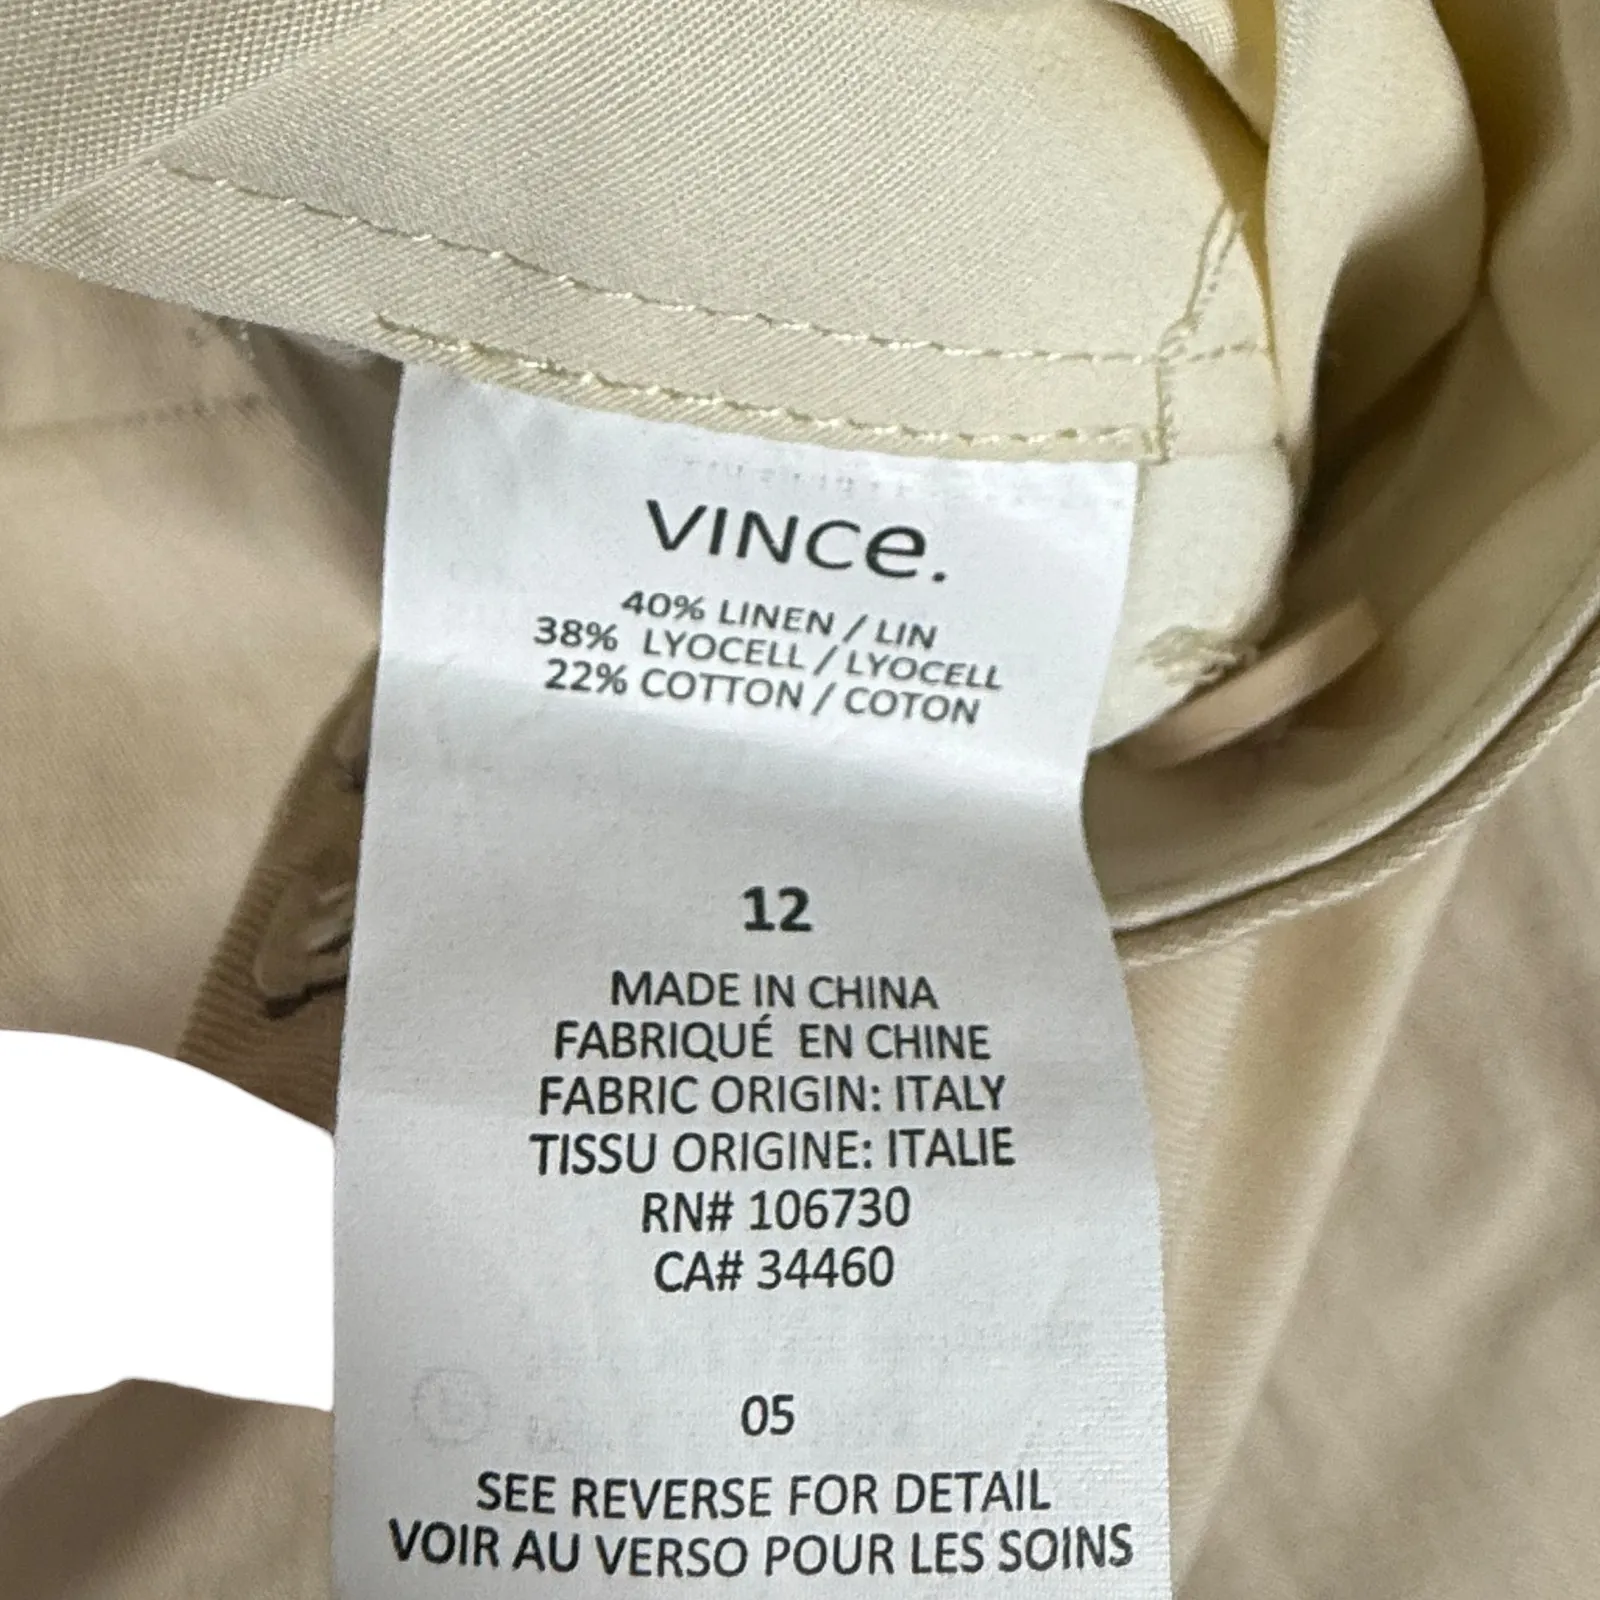 VINCe.
40% LINEN / LIN
38% LYOCELL / LYOCELL
22% COTTON / COTON
12
MADE IN CHINA
FABRIQUÉ EN CHINE
FABRIC ORIGIN: ITALY
TISSU ORIGINE: ITALIE
RN# 106730
CA# 34460
05
SEE REVERSE FOR DETAIL
VOIR AU VERSO POUR LES SOINS